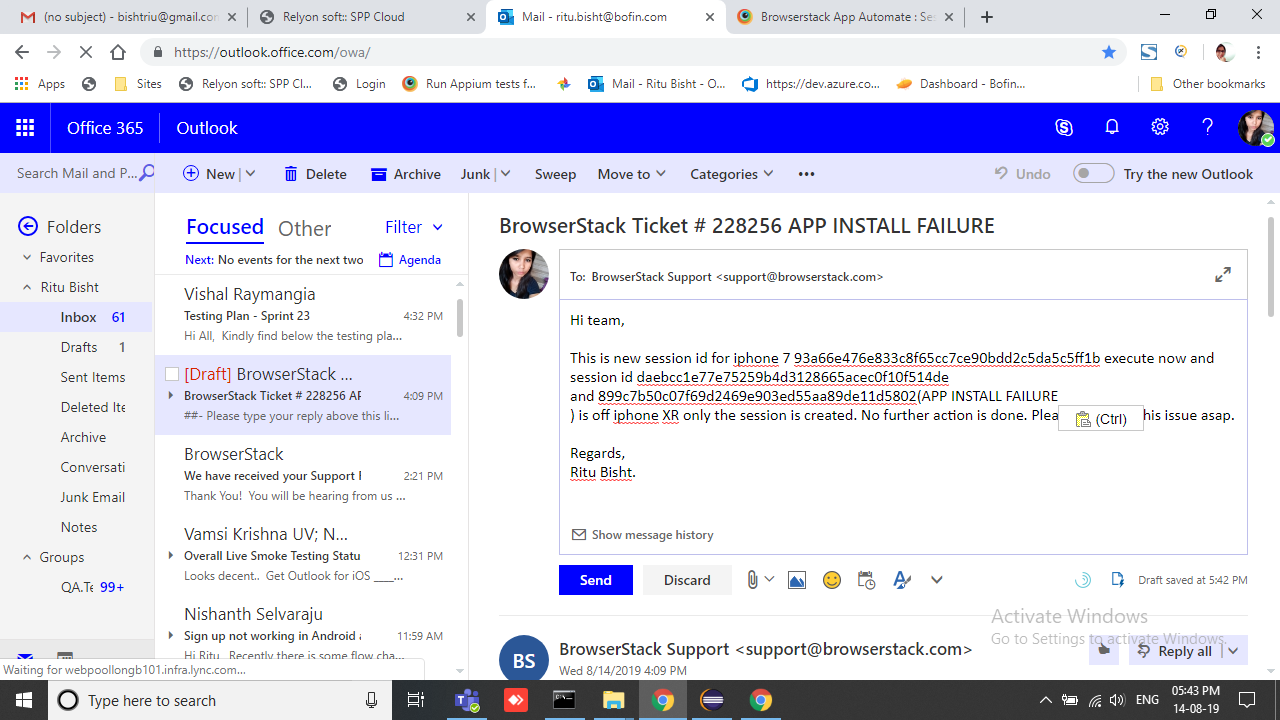 (no subject) - bishtriu@gmail.con
Relyon soft:: SPP Cloud
Mail - ritu.bisht@bofin.com
Browserstack App Automate : Se
https://outlook.office.com/owa/
Apps
Sites
Relyon soft:: SPP Cl...
Login
Run Appium tests f...
Mail - Ritu Bisht - O...
https://dev.azure.co...
Dashboard - Bofin...
Other bookmarks
Office 365
Outlook
Search Mail and P...
New
Delete
Archive
Junk
Sweep
Move to
Categories
Undo
Try the new Outlook
Folders
Favorites
Ritu Bisht
Inbox 61
Drafts 1
Sent Items
Deleted Ite
Archive
Conversati
Junk Email
Notes
Groups
QA.Te 99+
Focused
Other
Filter
Next: No events for the next two
Agenda
Vishal Raymangia
Testing Plan - Sprint 23 4:32 PM
Hi All, Kindly find below the testing pla...
[Draft] BrowserStack ...
BrowserStack Ticket # 228256 AF 4:09 PM
##- Please type your reply above this li...
BrowserStack
We have received your Support F 2:21 PM
Thank You! You will be hearing from us ...
Vamsi Krishna UV; N...
Overall Live Smoke Testing Statu 12:31 PM
Looks decent.. Get Outlook for iOS ____...
Nishanth Selvaraju
Sign up not working in Android a 11:59 AM
Hi Ritu, Recently there is some flow cha...
Waiting for webpoollongb101.infra.lync.com...
BrowserStack Ticket # 228256 APP INSTALL FAILURE
To: BrowserStack Support <support@browserstack.com>
Hi team,
This is new session id for iphone 7 93a66e476e833c8f65cc7ce90bdd2c5da5c5ff1b execute now and
session id daebcc1e77e75259b4d3128665acec0f10f514de
and 899c7b50c07f69d2469e903ed55aa89de11d5802(APP INSTALL FAILURE
) is off iphone XR only the session is created. No further action is done. Plea
(Ctrl)
his issue asap.
Regards,
Ritu Bisht.
Show message history
Send
Discard
Draft saved at 5:42 PM
Activate Windows
Go to Settings to activate Windows.
BS
BrowserStack Support <support@browserstack.com>
Wed 8/14/2019 4:09 PM
Reply all
Type here to search
ENG
05:43 PM
14-08-19